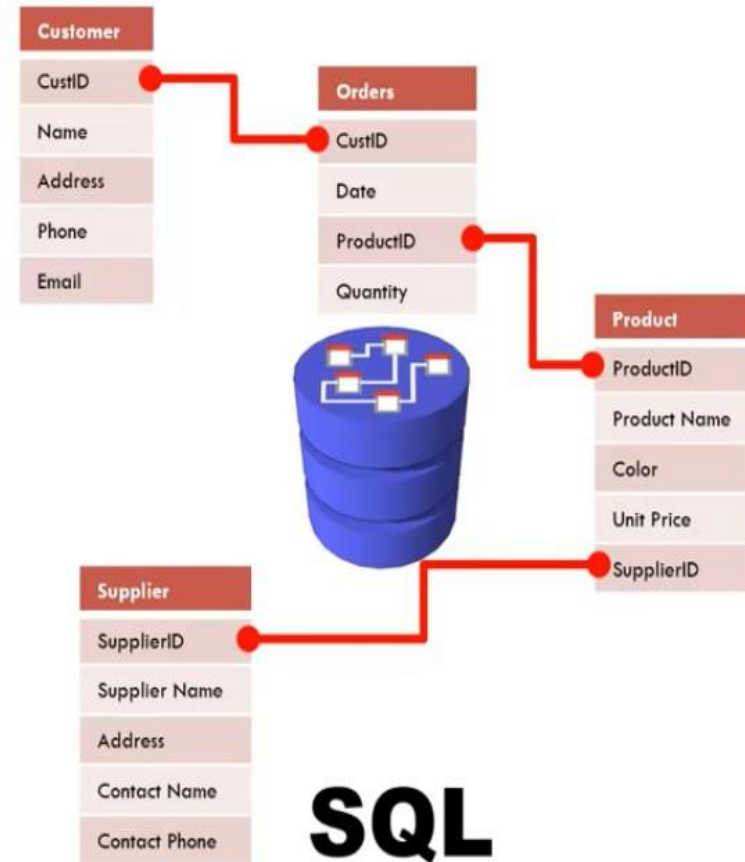 Customer
CustID
Name
Address
Phone
Email
Orders
CustID
Date
ProductID
Quantity
Product
ProductID
Product Name
Color
Unit Price
SupplierID
Supplier
SupplierID
Supplier Name
Address
Contact Name
Contact Phone
SQL